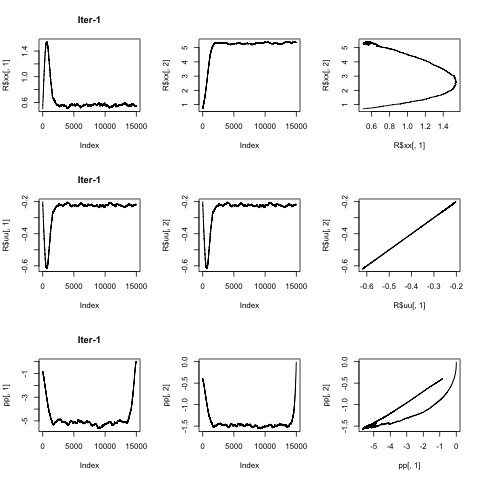 Iter-1
R$xx[, 1]
0.6 1.0 1.4
0 5000 10000 15000
Index
R$xx[, 2]
1 2 3 4 5
0 5000 10000 15000
Index
R$xx[, 2]
1 2 3 4 5
0.6 0.8 1.0 1.2 1.4
R$xx[, 1]
Iter-1
R$uu[, 1]
-0.6 -0.4 -0.2
0 5000 10000 15000
Index
R$uu[, 2]
-0.6 -0.4 -0.2
0 5000 10000 15000
Index
R$uu[, 2]
-0.6 -0.4 -0.2
-0.6 -0.5 -0.4 -0.3 -0.2
R$uu[, 1]
Iter-1
pp[, 1]
-5 -3 -1
0 5000 10000 15000
Index
pp[, 2]
-1.5 -1.0 -0.5 0.0
0 5000 10000 15000
Index
pp[, 2]
-1.5 -1.0 -0.5 0.0
-5 -4 -3 -2 -1 0
pp[, 1]